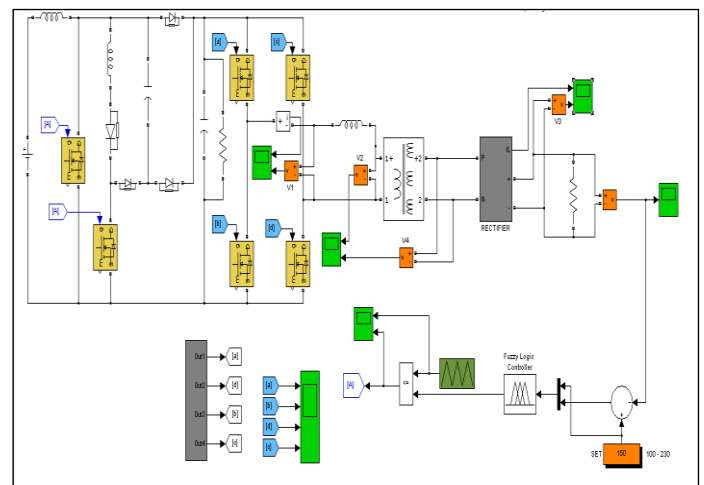 [a]
[c]
[A]
[A]
[b]
[d]
V1
V2
1+
+2
1
2
V4
RECTIFIER
V3
Out1
[a]
Out2
[d]
Out3
[b]
Out4
[c]
[a]
[b]
[d]
[c]
[A]
Fuzzy Logic
Controller
SET
150
100 - 230